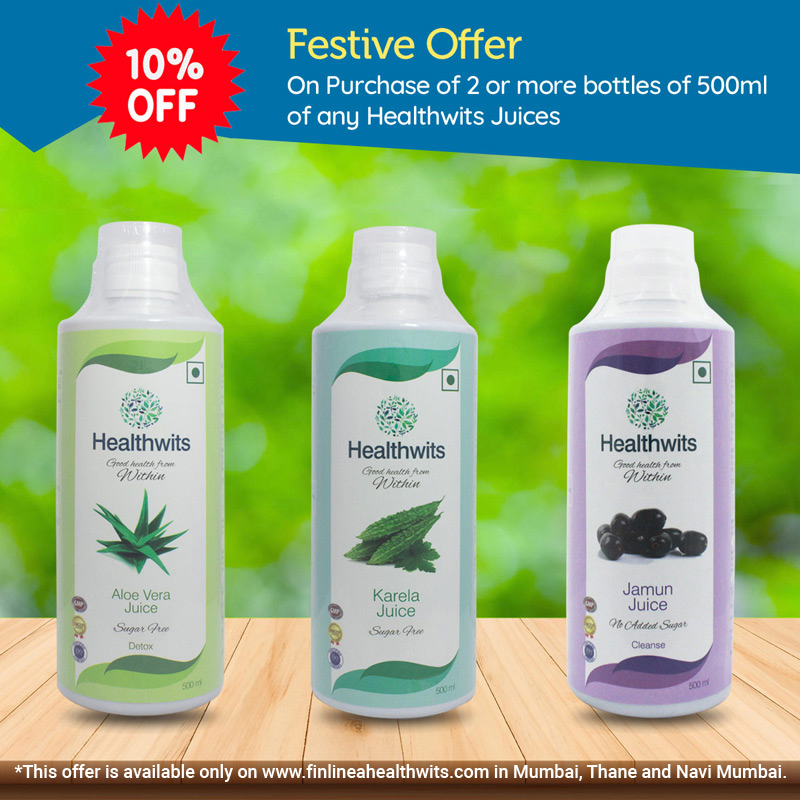 10%
OFF
Festive Offer
On Purchase of 2 or more bottles of 500ml
of any Healthwits Juices
Healthwits
Good health from
Within
Aloe Vera
Juice
Sugar Free
Detox
500 ml
Healthwits
Good health from
Within
Karela
Juice
Sugar Free
500 ml
Healthwits
Good health from
Within
Jamun
Juice
No Added Sugar
Cleanse
500 ml
*This offer is available only on www.finlineahealthwits.com in Mumbai, Thane and Navi Mumbai.